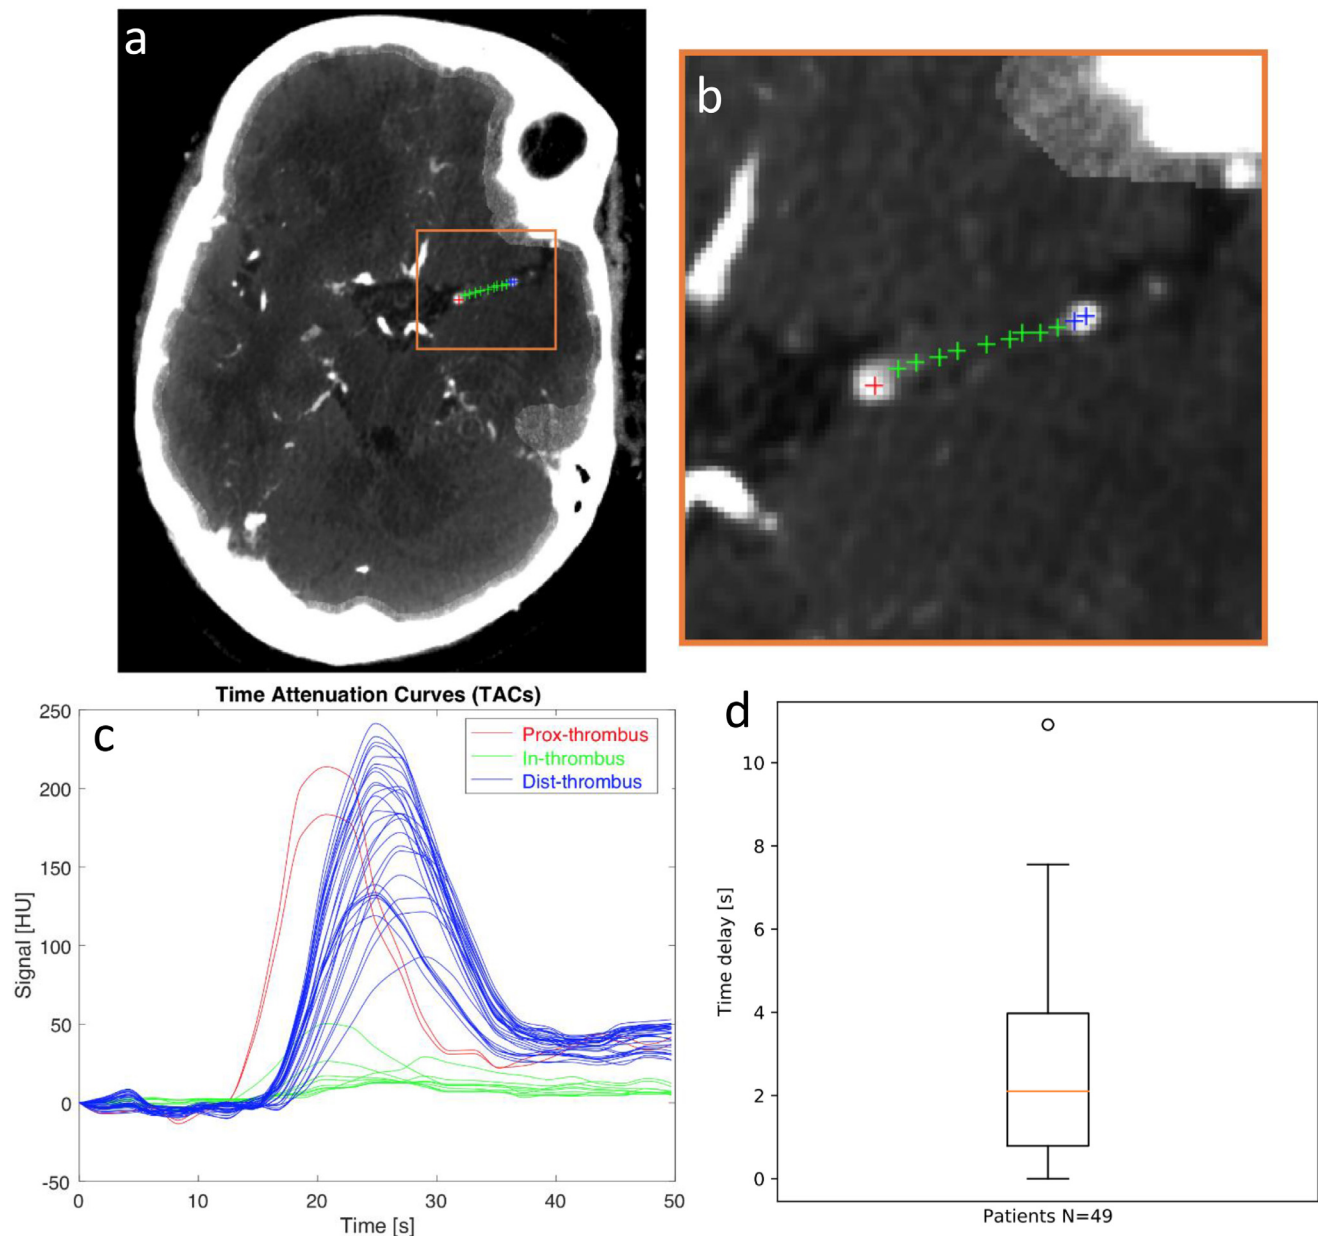 a
b
Time Attenuation Curves (TACs)
c
d
Prox-thrombus
In-thrombus
Dist-thrombus
250
200
150
100
50
0
-50
Signal [HU]
0 10 20 30 40 50
Time [s]
10
8
6
4
2
0
Time delay [s]
Patients N=49